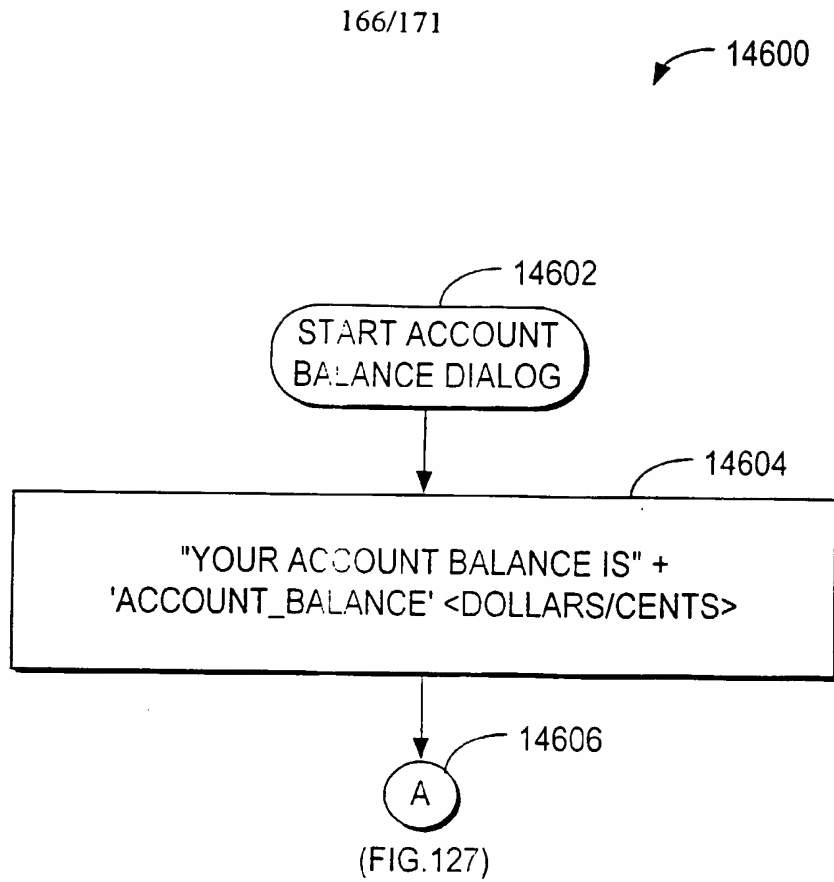 166/171
14600
14602
START ACCOUNT
BALANCE DIALOG
14604
"YOUR ACCOUNT BALANCE IS" +
'ACCOUNT_BALANCE' <DOLLARS/CENTS>
14606
A
(FIG.127)